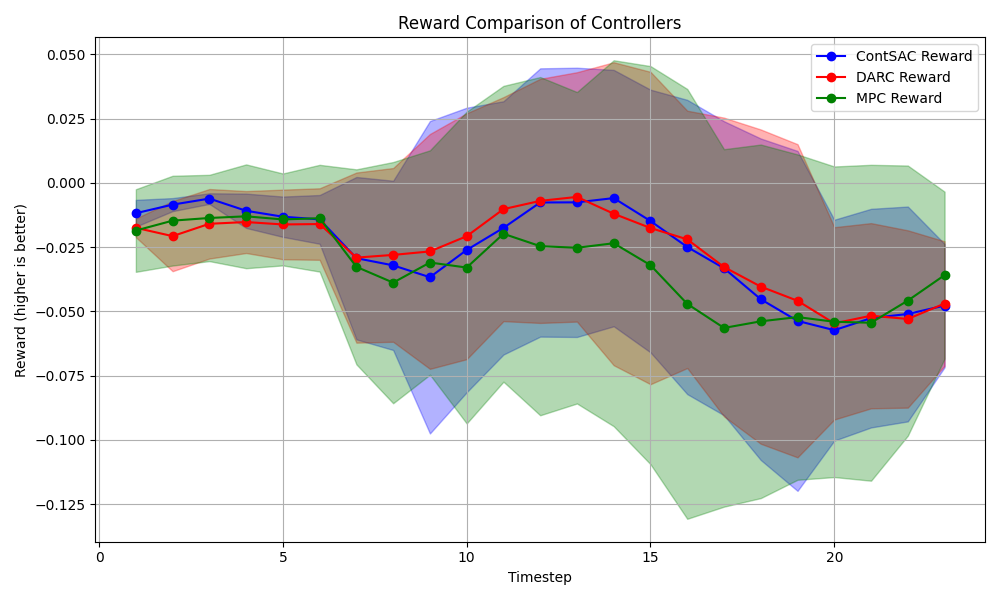 Reward Comparison of Controllers
ContSAC Reward
DARC Reward
MPC Reward
Reward (higher is better)
0.050
0.025
0.000
−0.025
−0.050
−0.075
−0.100
−0.125
0
5
10
15
20
Timestep